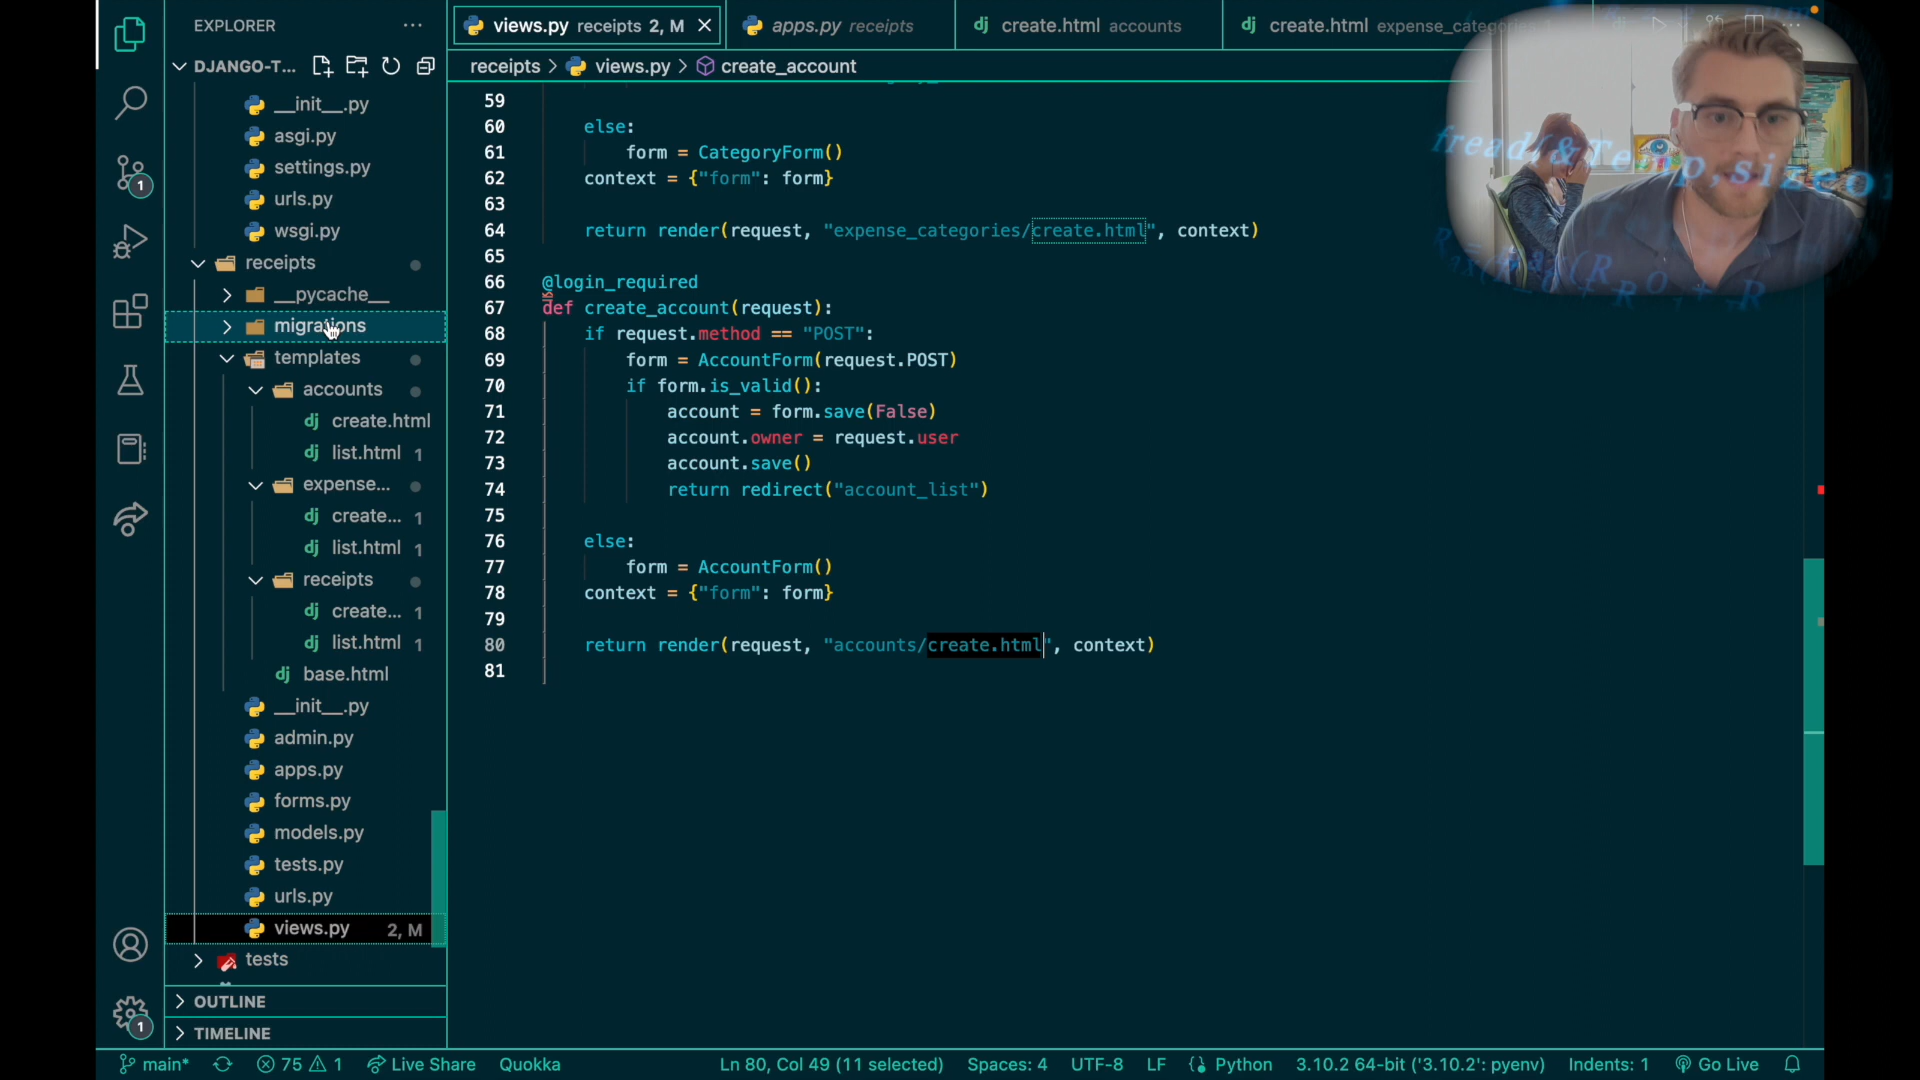 EXPLORER
views.py receipts 2, M
apps.py receipts
create.html accounts
create.html expense_categories
DJANGO-T...
receipts > views.py > create_account
__init__.py
asgi.py
settings.py
urls.py
wsgi.py
receipts
__pycache__
migrations
templates
accounts
create.html
list.html 1
expense...
create... 1
list.html 1
receipts
create... 1
list.html 1
base.html
__init__.py
admin.py
apps.py
forms.py
models.py
tests.py
urls.py
views.py 2, M
tests
OUTLINE
TIMELINE
1
1
59
60 else:
61 form = CategoryForm()
62 context = {"form": form}
63
64 return render(request, "expense_categories/create.html", context)
65
66 @login_required
67 def create_account(request):
68 if request.method == "POST":
69 form = AccountForm(request.POST)
70 if form.is_valid():
71 account = form.save(False)
72 account.owner = request.user
73 account.save()
74 return redirect("account_list")
75
76 else:
77 form = AccountForm()
78 context = {"form": form}
79
80 return render(request, "accounts/create.html", context)
81
fread(&Temp,sizeo
main* 75 1 Live Share Quokka Ln 80, Col 49 (11 selected) Spaces: 4 UTF-8 LF Python 3.10.2 64-bit ('3.10.2': pyenv) Indents: 1 Go Live